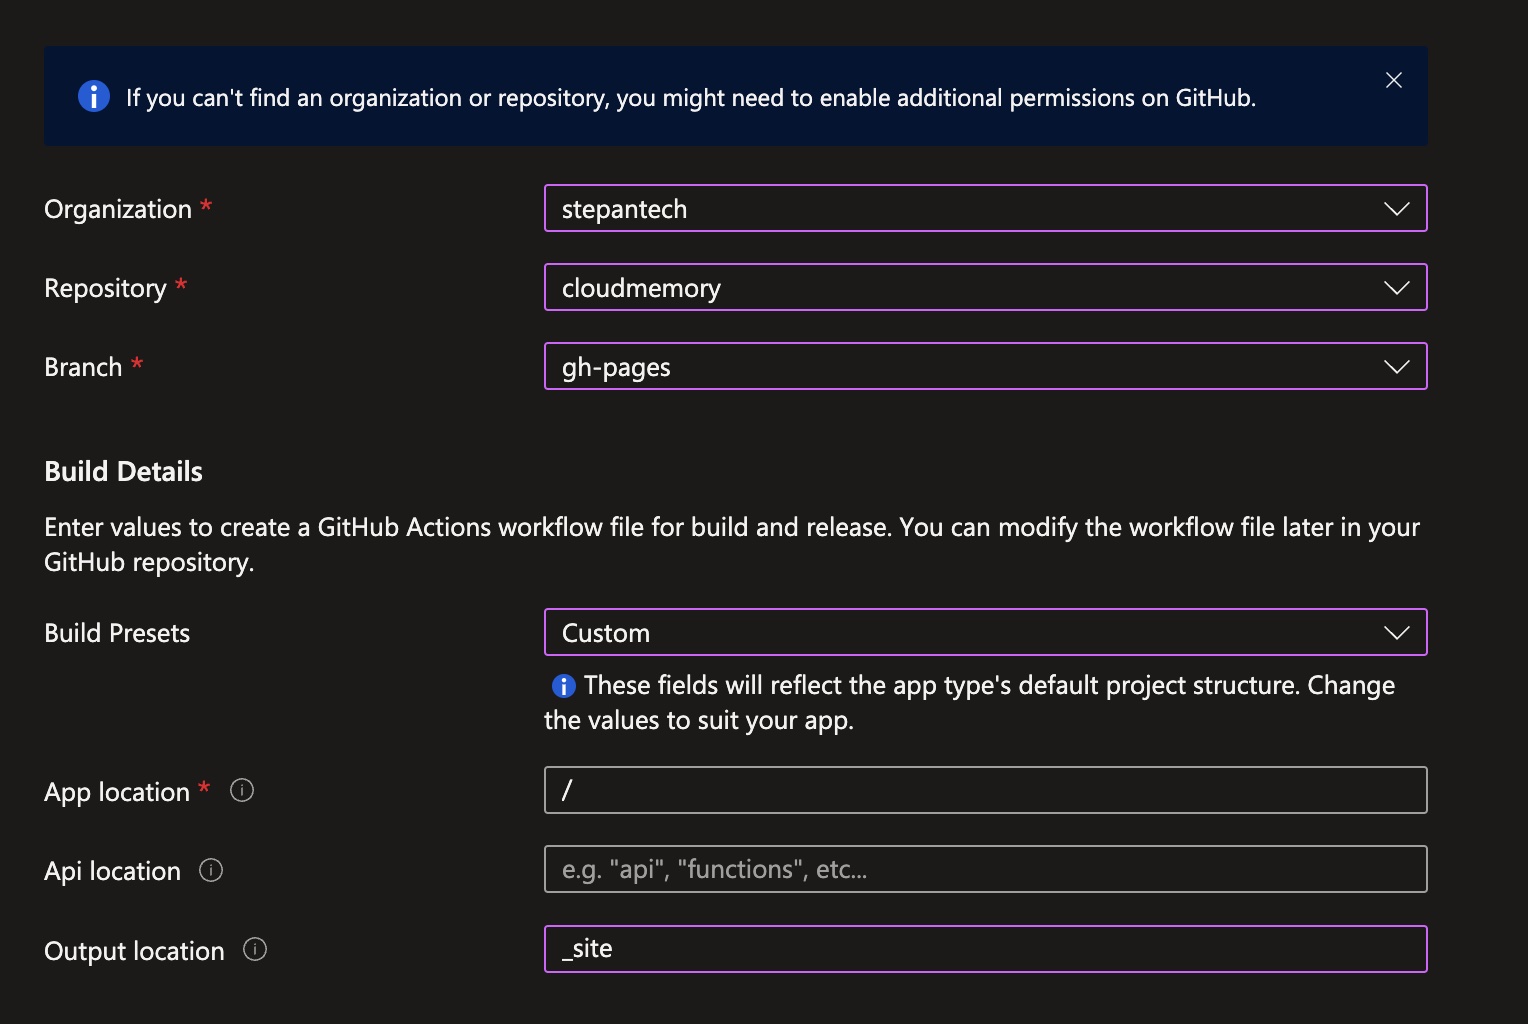 If you can't find an organization or repository, you might need to enable additional permissions on GitHub.
Organization *
stepantech
Repository *
cloudmemory
Branch *
gh-pages
Build Details
Enter values to create a GitHub Actions workflow file for build and release. You can modify the workflow file later in your
GitHub repository.
Build Presets
Custom
These fields will reflect the app type's default project structure. Change
the values to suit your app.
App location *
/
Api location
e.g. "api", "functions", etc...
Output location
_site